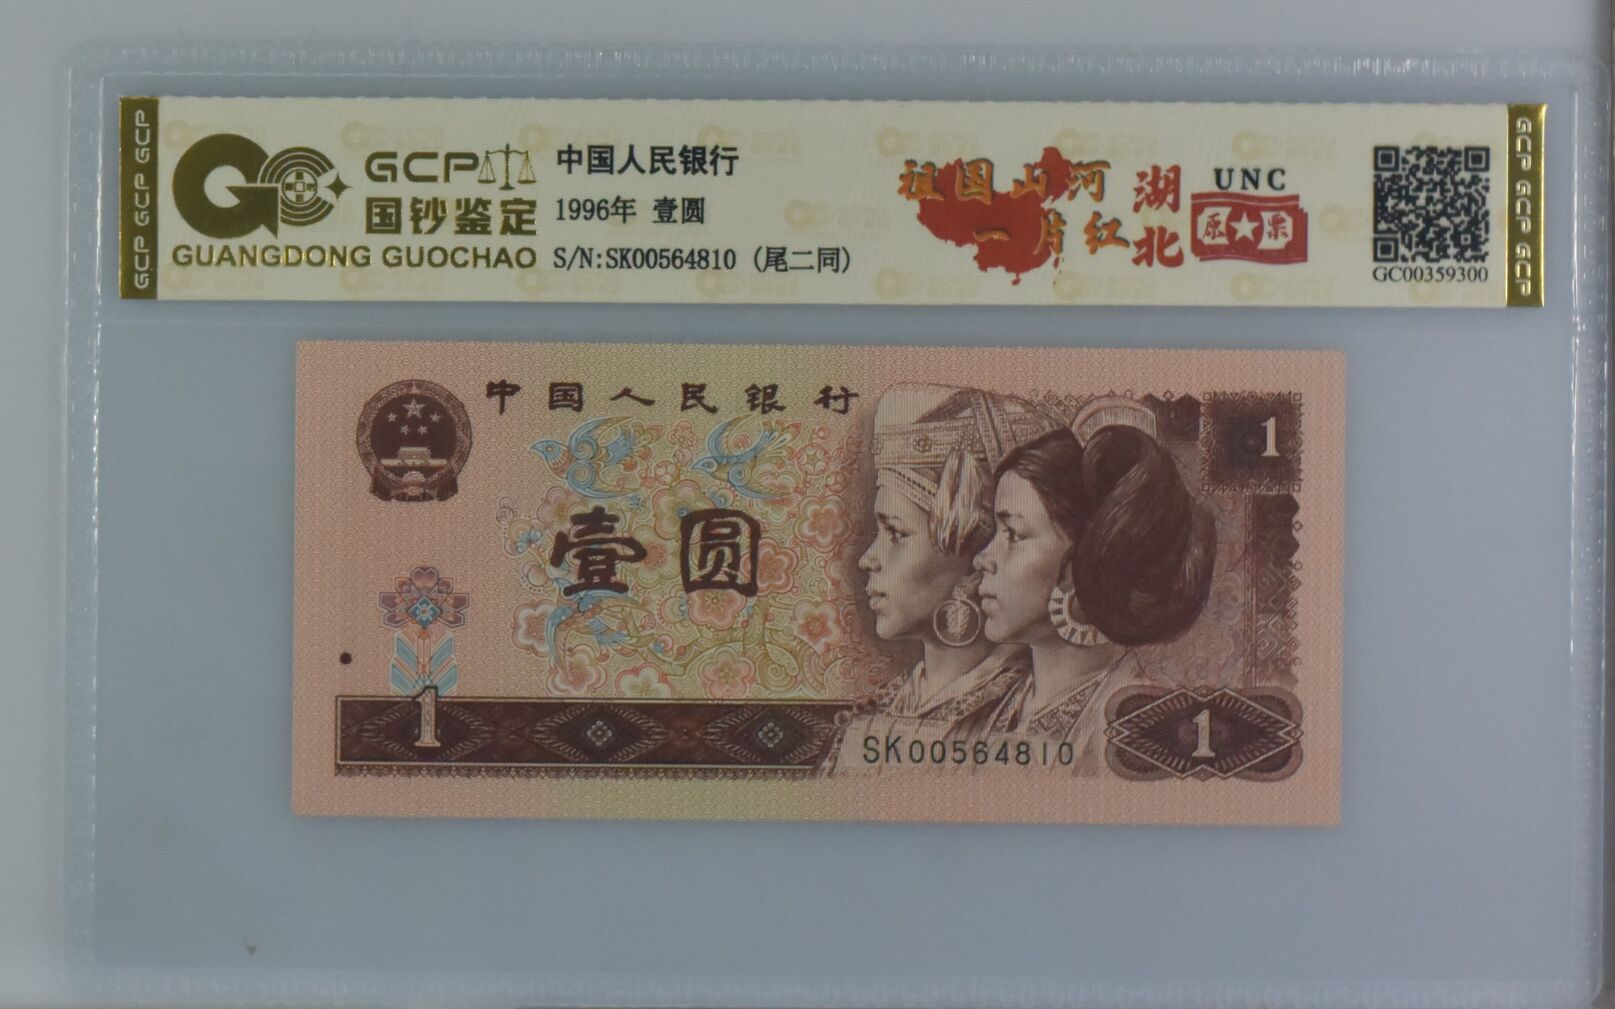 GCP GCP GCP
GCP
国钞鉴定
GUANGDONG GUOCHAO
中国人民银行
1996年 壹圆
S/N:SK00564810 (尾二同)
祖国山河
一片红
湖北
UNC
原★票
GC00359300
GCP GCP GCP
中国人民银行
1
壹圆
1
SK00564810
1